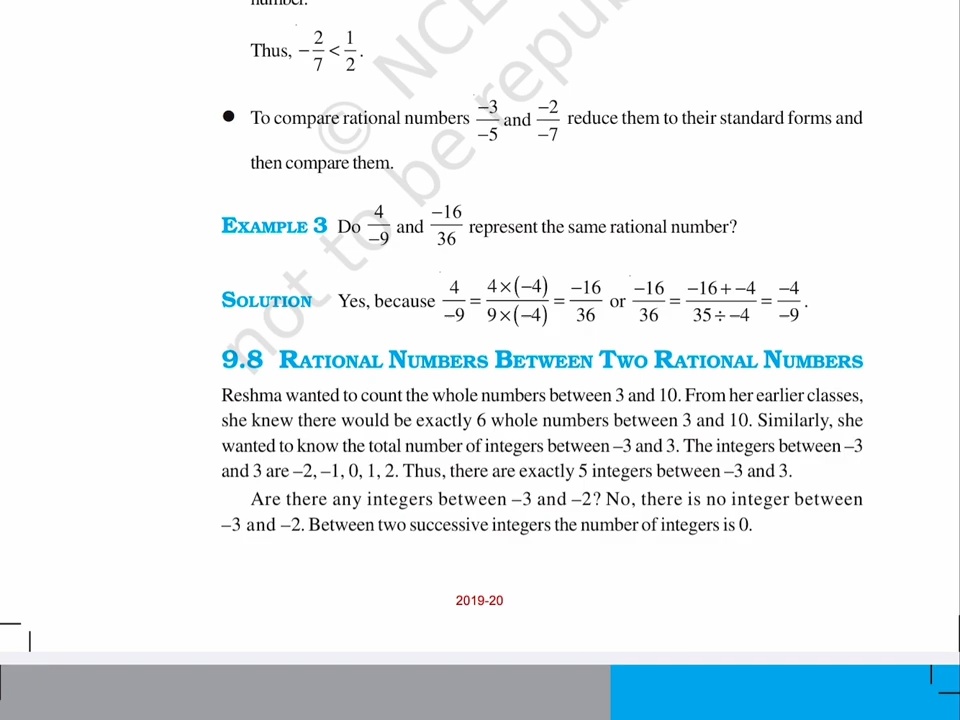 number.
Thus, −2/7 < 1/2.
● To compare rational numbers −3/−5 and −2/−7 reduce them to their standard forms and
then compare them.
EXAMPLE 3 Do 4/−9 and −16/36 represent the same rational number?
SOLUTION Yes, because 4/−9 = 4×(−4)/9×(−4) = −16/36 or −16/36 = −16+−4/35÷−4 = −4/−9.
9.8 RATIONAL NUMBERS BETWEEN TWO RATIONAL NUMBERS
Reshma wanted to count the whole numbers between 3 and 10. From her earlier classes,
she knew there would be exactly 6 whole numbers between 3 and 10. Similarly, she
wanted to know the total number of integers between –3 and 3. The integers between –3
and 3 are –2, –1, 0, 1, 2. Thus, there are exactly 5 integers between –3 and 3.
Are there any integers between –3 and –2? No, there is no integer between
–3 and –2. Between two successive integers the number of integers is 0.
2019-20
© NCE
not to be repu